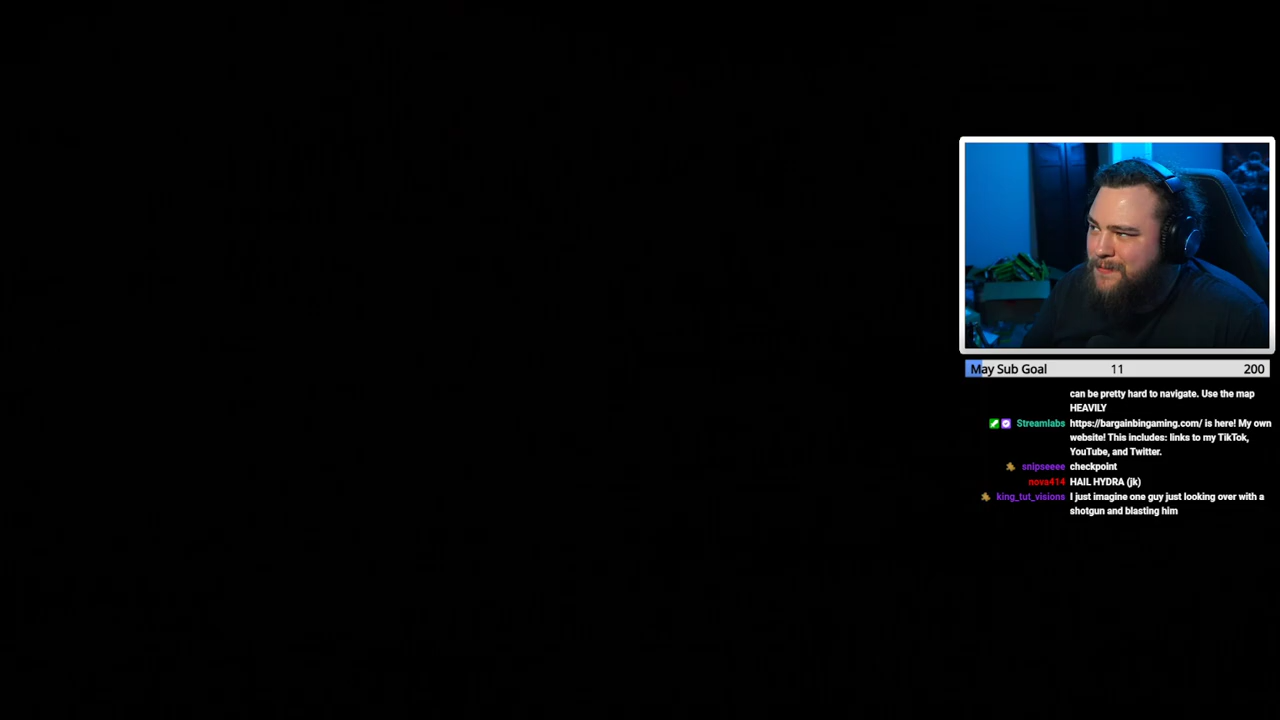 May Sub Goal 11 200
can be pretty hard to navigate. Use the map
HEAVILY
Streamlabs https://bargainbingaming.com/ is here! My own
website! This includes: links to my TikTok,
YouTube, and Twitter.
snipseeee checkpoint
nova414 HAIL HYDRA (jk)
king_tut_visions I just imagine one guy just looking over with a
shotgun and blasting him